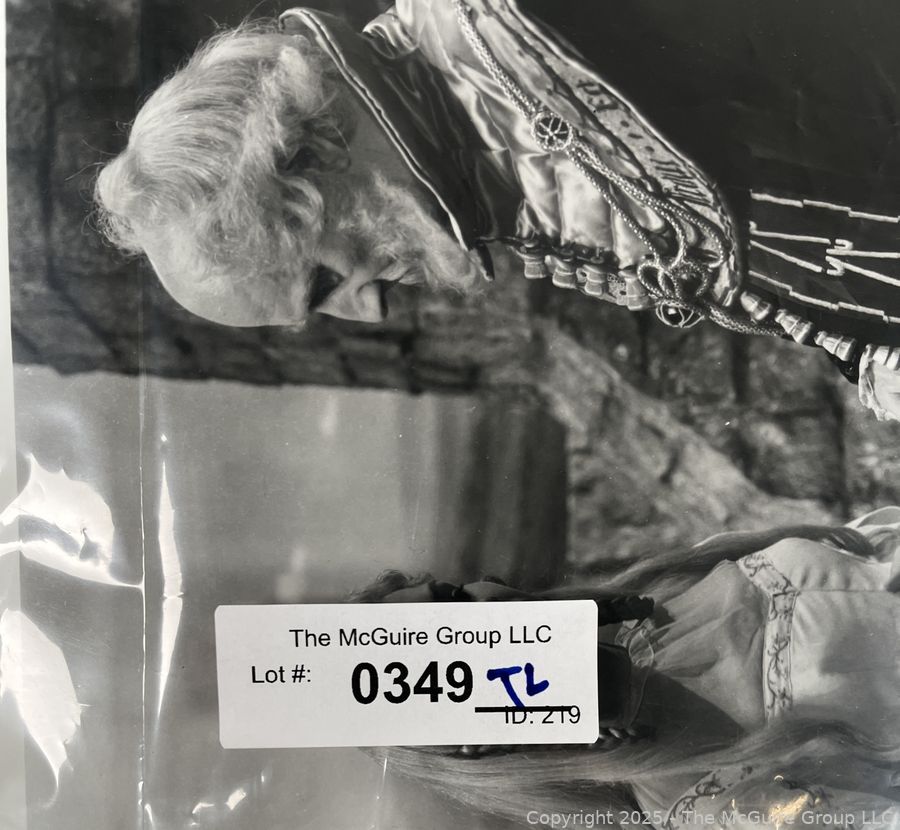 The McGuire Group LLC
Lot #: 0349 TL
ID: 219
Copyright 2025 - The McGuire Group LLC